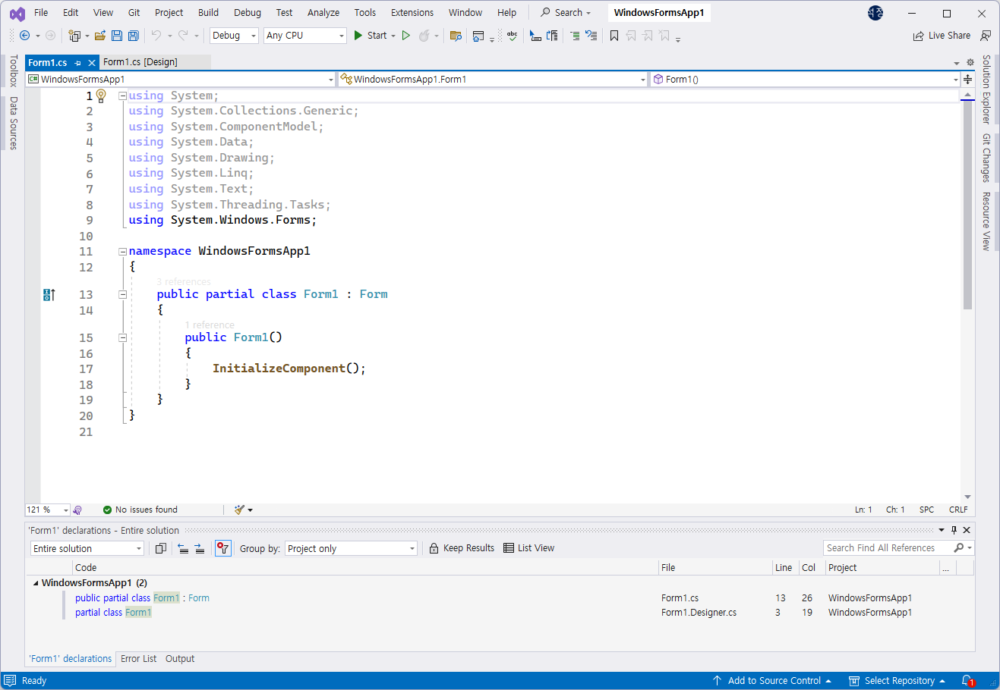 File Edit View Git Project Build Debug Test Analyze Tools Extensions Window Help Search WindowsFormsApp1 석정
Debug Any CPU Start abc Live Share
Toolbox
Data Sources
Form1.cs Form1.cs [Design]
C# WindowsFormsApp1 WindowsFormsApp1.Form1 Form1()
1 using System;
2 using System.Collections.Generic;
3 using System.ComponentModel;
4 using System.Data;
5 using System.Drawing;
6 using System.Linq;
7 using System.Text;
8 using System.Threading.Tasks;
9 using System.Windows.Forms;
10
11 namespace WindowsFormsApp1
12 {
3 references
13 public partial class Form1 : Form
14 {
1 reference
15 public Form1()
16 {
17 InitializeComponent();
18 }
19 }
20 }
21
Solution Explorer
Git Changes
Resource View
121 % No issues found Ln: 1 Ch: 1 SPC CRLF
'Form1' declarations - Entire solution
Entire solution Group by: Project only Keep Results List View Search Find All References
Code File Line Col Project ...
WindowsFormsApp1 (2)
public partial class Form1 : Form Form1.cs 13 26 WindowsFormsApp1
partial class Form1 Form1.Designer.cs 3 19 WindowsFormsApp1
'Form1' declarations Error List Output
Ready Add to Source Control Select Repository 1